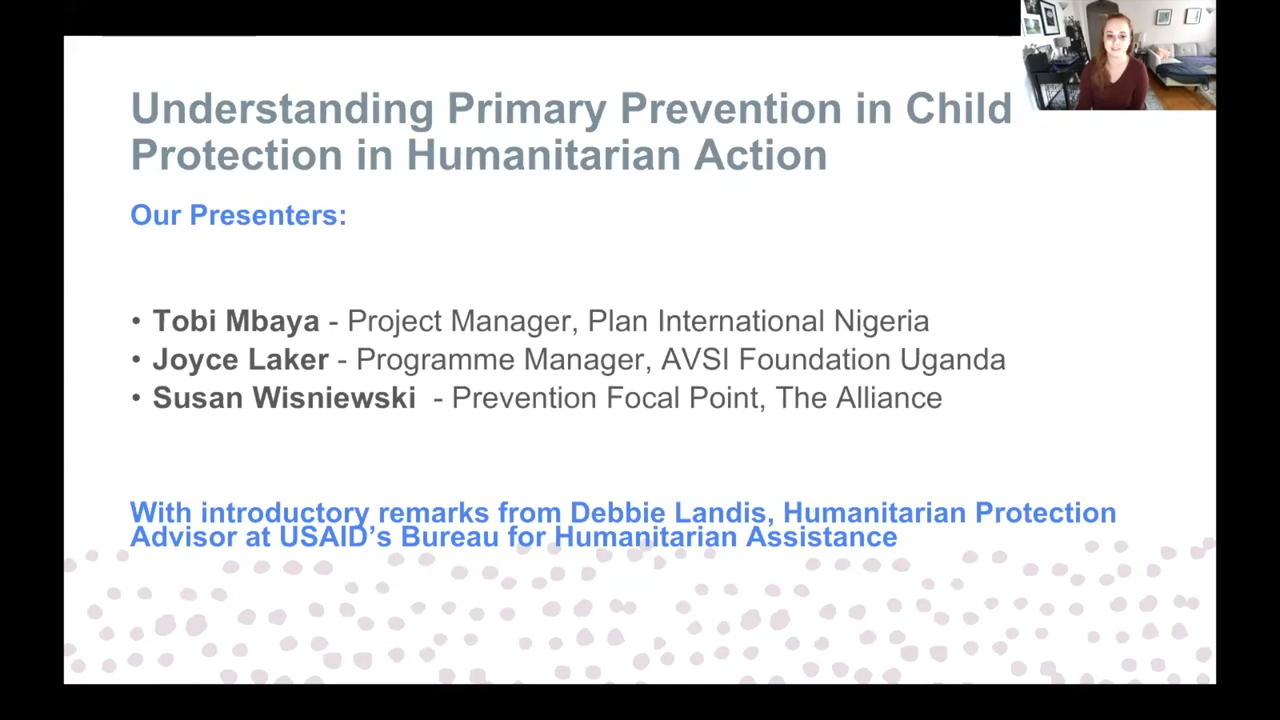 Understanding Primary Prevention in Child
Protection in Humanitarian Action
Our Presenters:
• Tobi Mbaya - Project Manager, Plan International Nigeria
• Joyce Laker - Programme Manager, AVSI Foundation Uganda
• Susan Wisniewski - Prevention Focal Point, The Alliance
With introductory remarks from Debbie Landis, Humanitarian Protection
Advisor at USAID’s Bureau for Humanitarian Assistance